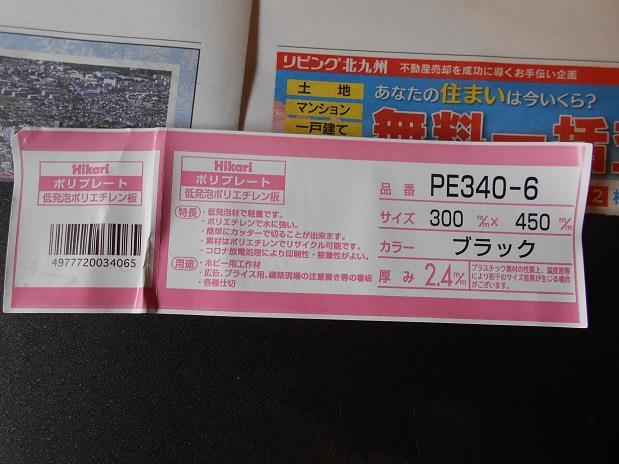 リビング北九州 不動産売却を成功に導くお手伝い企画
土地
マンション
一戸建て
あなたの住まいは今いくら?
無料一括
Hikari
ポリプレート
低発泡ポリエチレン板
4977720034065
Hikari
ポリプレート
低発泡ポリエチレン板
特長 ・低発泡材で軽量です。
・ポリエチレンで水に強い。
・簡単にカッターで切ることが出来ます。
・素材はポリエチレンでリサイクル可能です。
・コロナ放電処理により印刷性・接着性がよい。
用途 ・ホビー用工作材
・広告、プライス用、建築現場の注意書き等の看板
・各種仕切
品番 PE340-6
サイズ 300m/m×450m/m
カラー ブラック
厚み 2.4m/m
プラスチック素材の性質上、温度差等
により若干のサイズ誤差が生じる場合
がございます。